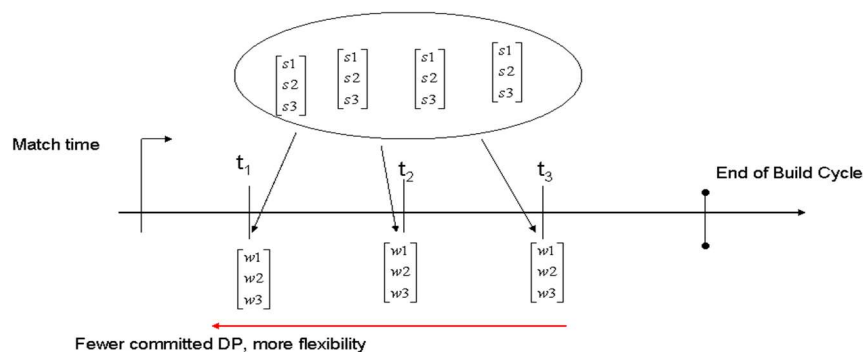 s1 s1 s1 s1
s2 s2 s2 s2
s3 s3 s3 s3
Match time
t1 t2 t3
End of Build Cycle
w1 w1 w1
w2 w2 w2
w3 w3 w3
Fewer committed DP, more flexibility